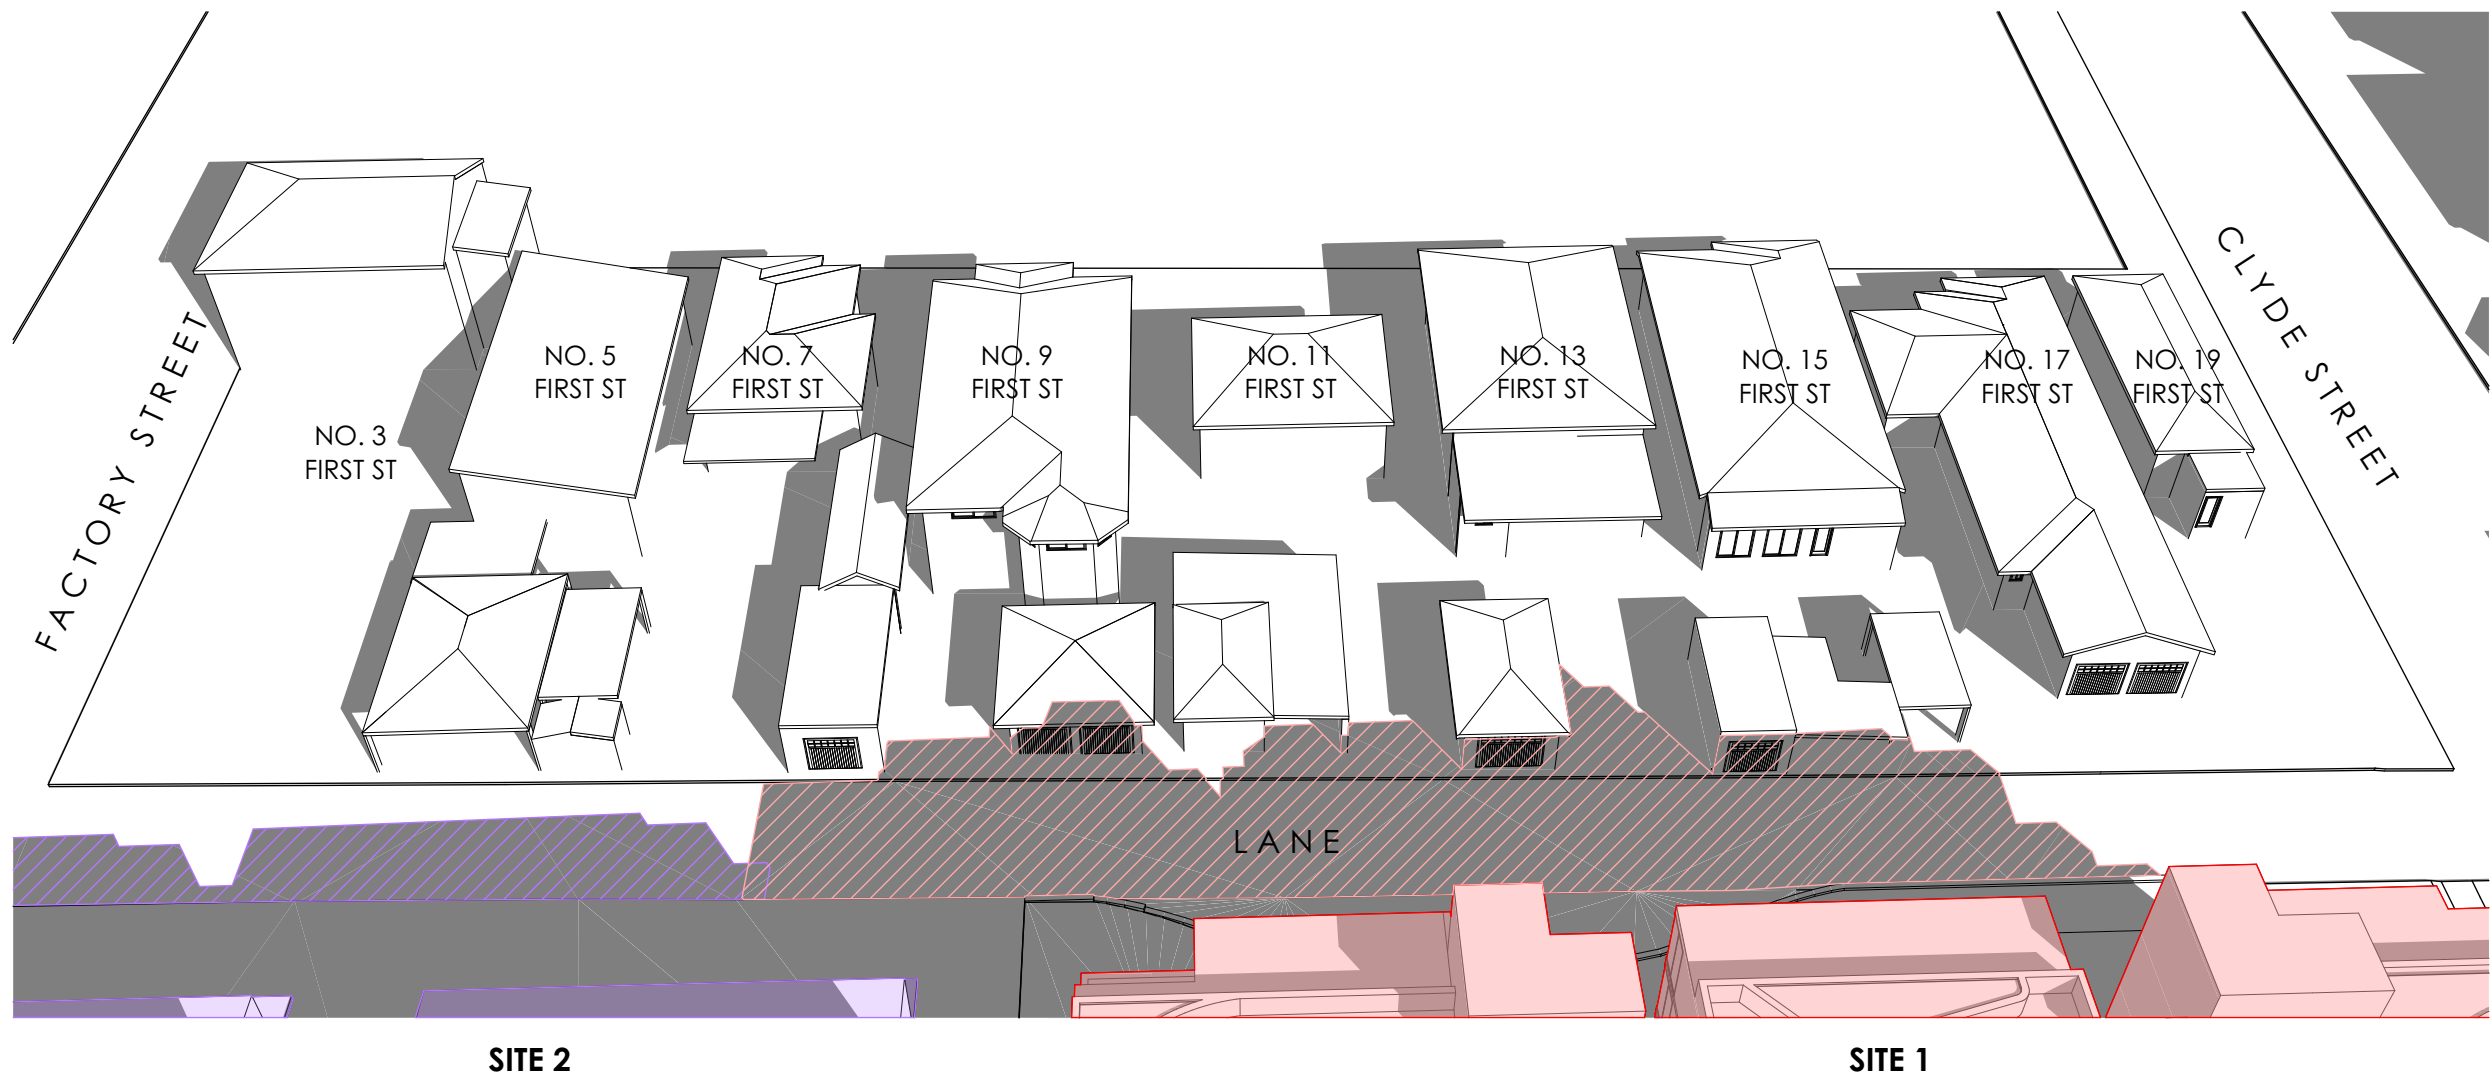 FACTORY STREET
NO. 3
FIRST ST
NO. 5
FIRST ST
NO. 7
FIRST ST
NO. 9
FIRST ST
NO. 11
FIRST ST
NO. 13
FIRST ST
NO. 15
FIRST ST
NO. 17
FIRST ST
NO. 19
FIRST ST
CLYDE STREET
LANE
SITE 2
SITE 1